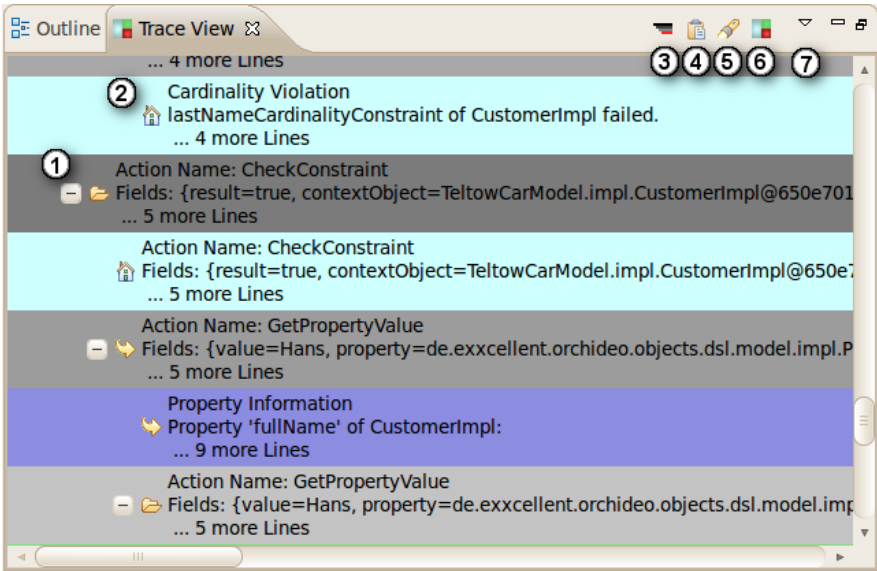 Outline
Trace View
3 4 5 6 7
... 4 more Lines
2
Cardinality Violation
lastNameCardinalityConstraint of CustomerImpl failed.
... 4 more Lines
1
Action Name: CheckConstraint
Fields: {result=true, contextObject=TeltowCarModel.impl.CustomerImpl@650e701
... 5 more Lines
Action Name: CheckConstraint
Fields: {result=true, contextObject=TeltowCarModel.impl.CustomerImpl@650e7
... 5 more Lines
Action Name: GetPropertyValue
Fields: {value=Hans, property=de.exxcellent.orchideo.objects.dsl.model.impl.P
... 5 more Lines
Property Information
Property 'fullName' of CustomerImpl:
... 9 more Lines
Action Name: GetPropertyValue
Fields: {value=Hans, property=de.exxcellent.orchideo.objects.dsl.model.imp
... 5 more Lines